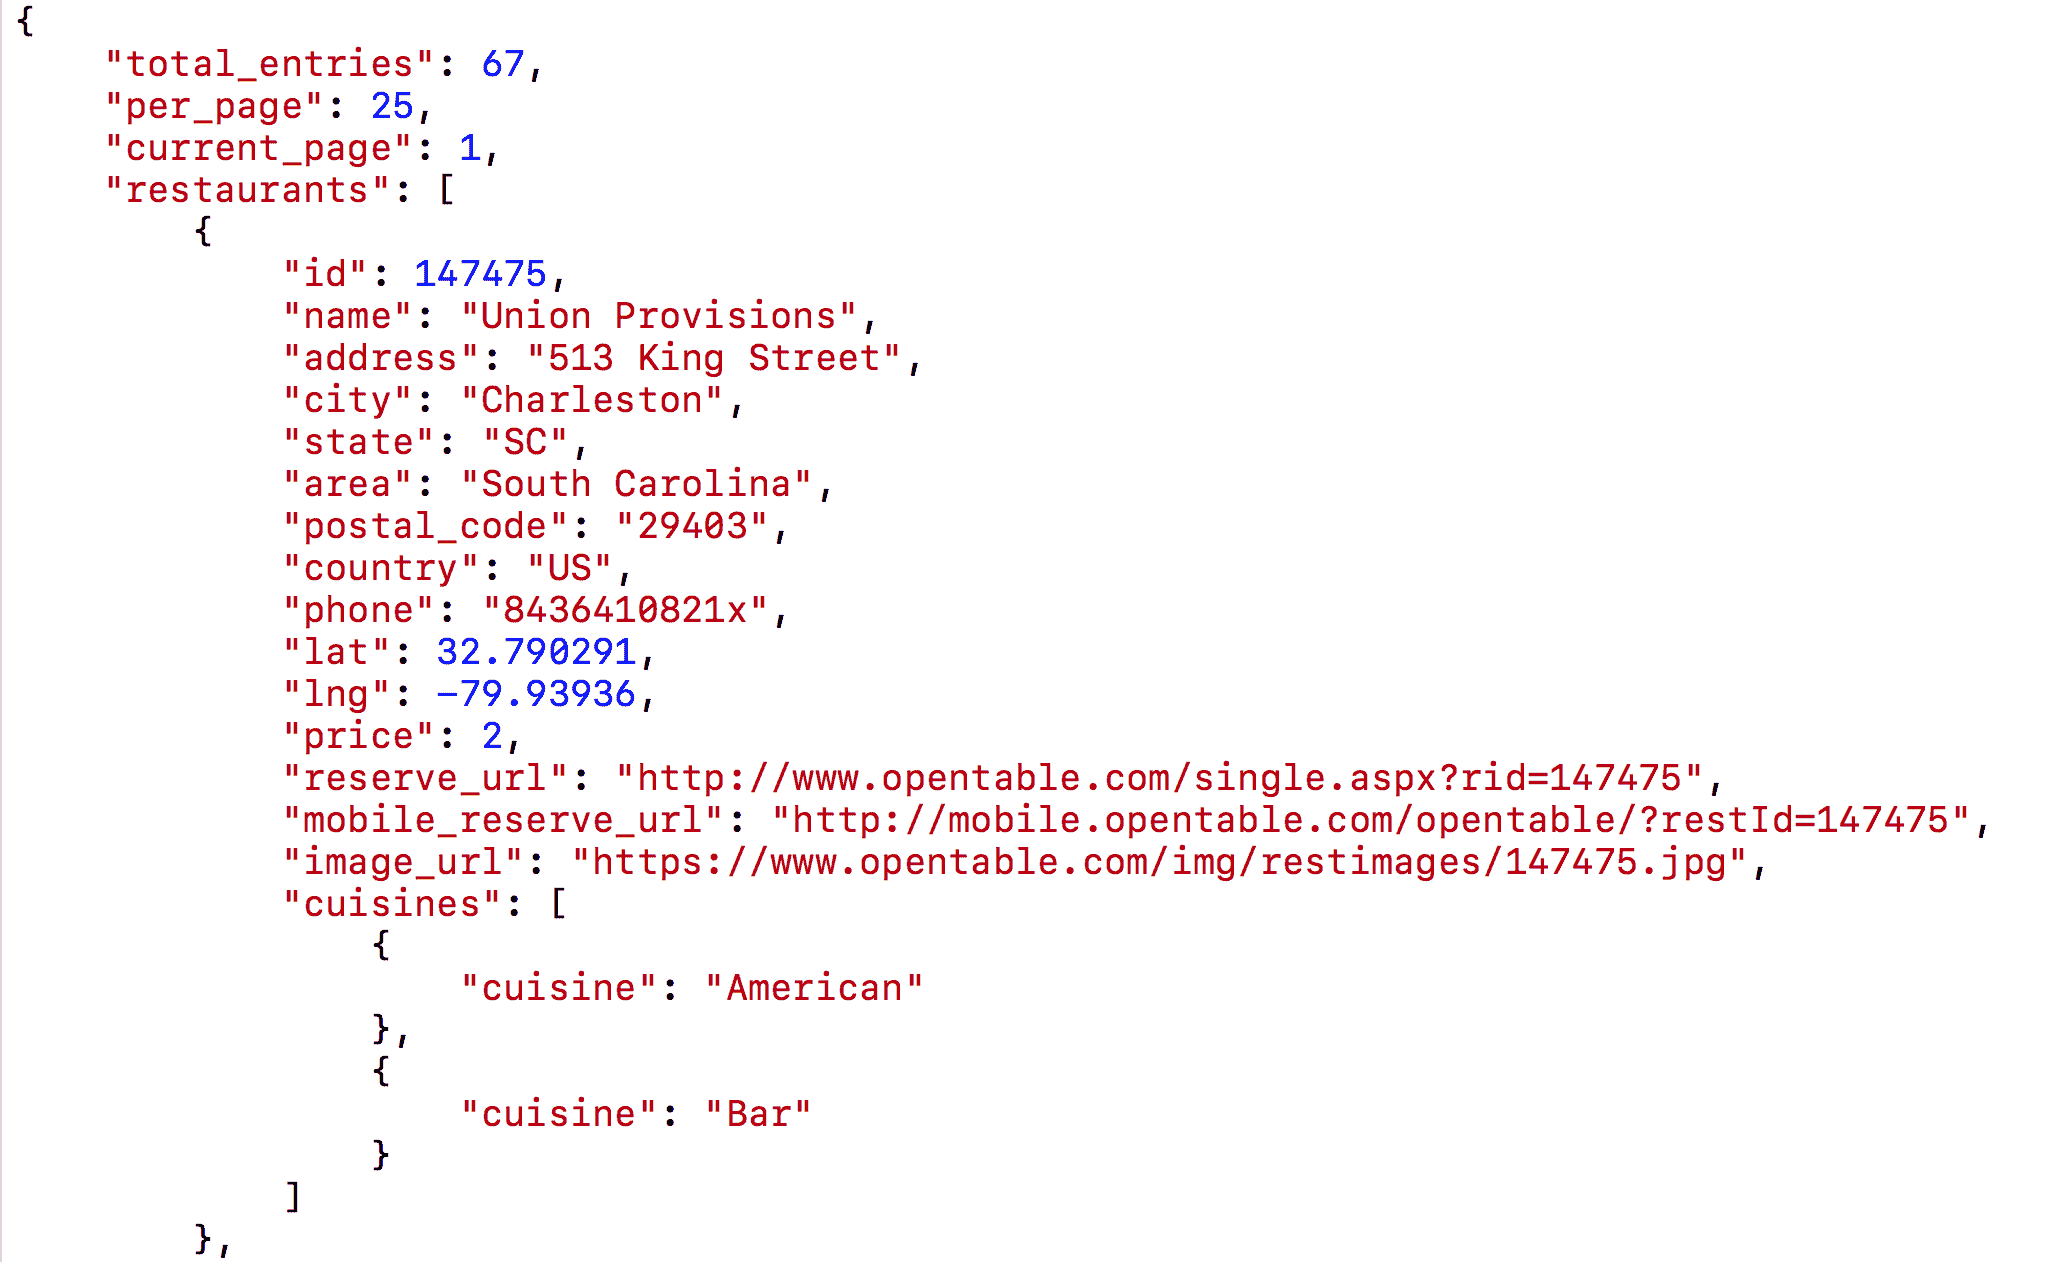 {
"total_entries": 67,
"per_page": 25,
"current_page": 1,
"restaurants": [
{
"id": 147475,
"name": "Union Provisions",
"address": "513 King Street",
"city": "Charleston",
"state": "SC",
"area": "South Carolina",
"postal_code": "29403",
"country": "US",
"phone": "8436410821x",
"lat": 32.790291,
"lng": -79.93936,
"price": 2,
"reserve_url": "http://www.opentable.com/single.aspx?rid=147475",
"mobile_reserve_url": "http://mobile.opentable.com/opentable/?restId=147475",
"image_url": "https://www.opentable.com/img/restimages/147475.jpg",
"cuisines": [
{
"cuisine": "American"
},
{
"cuisine": "Bar"
}
]
},